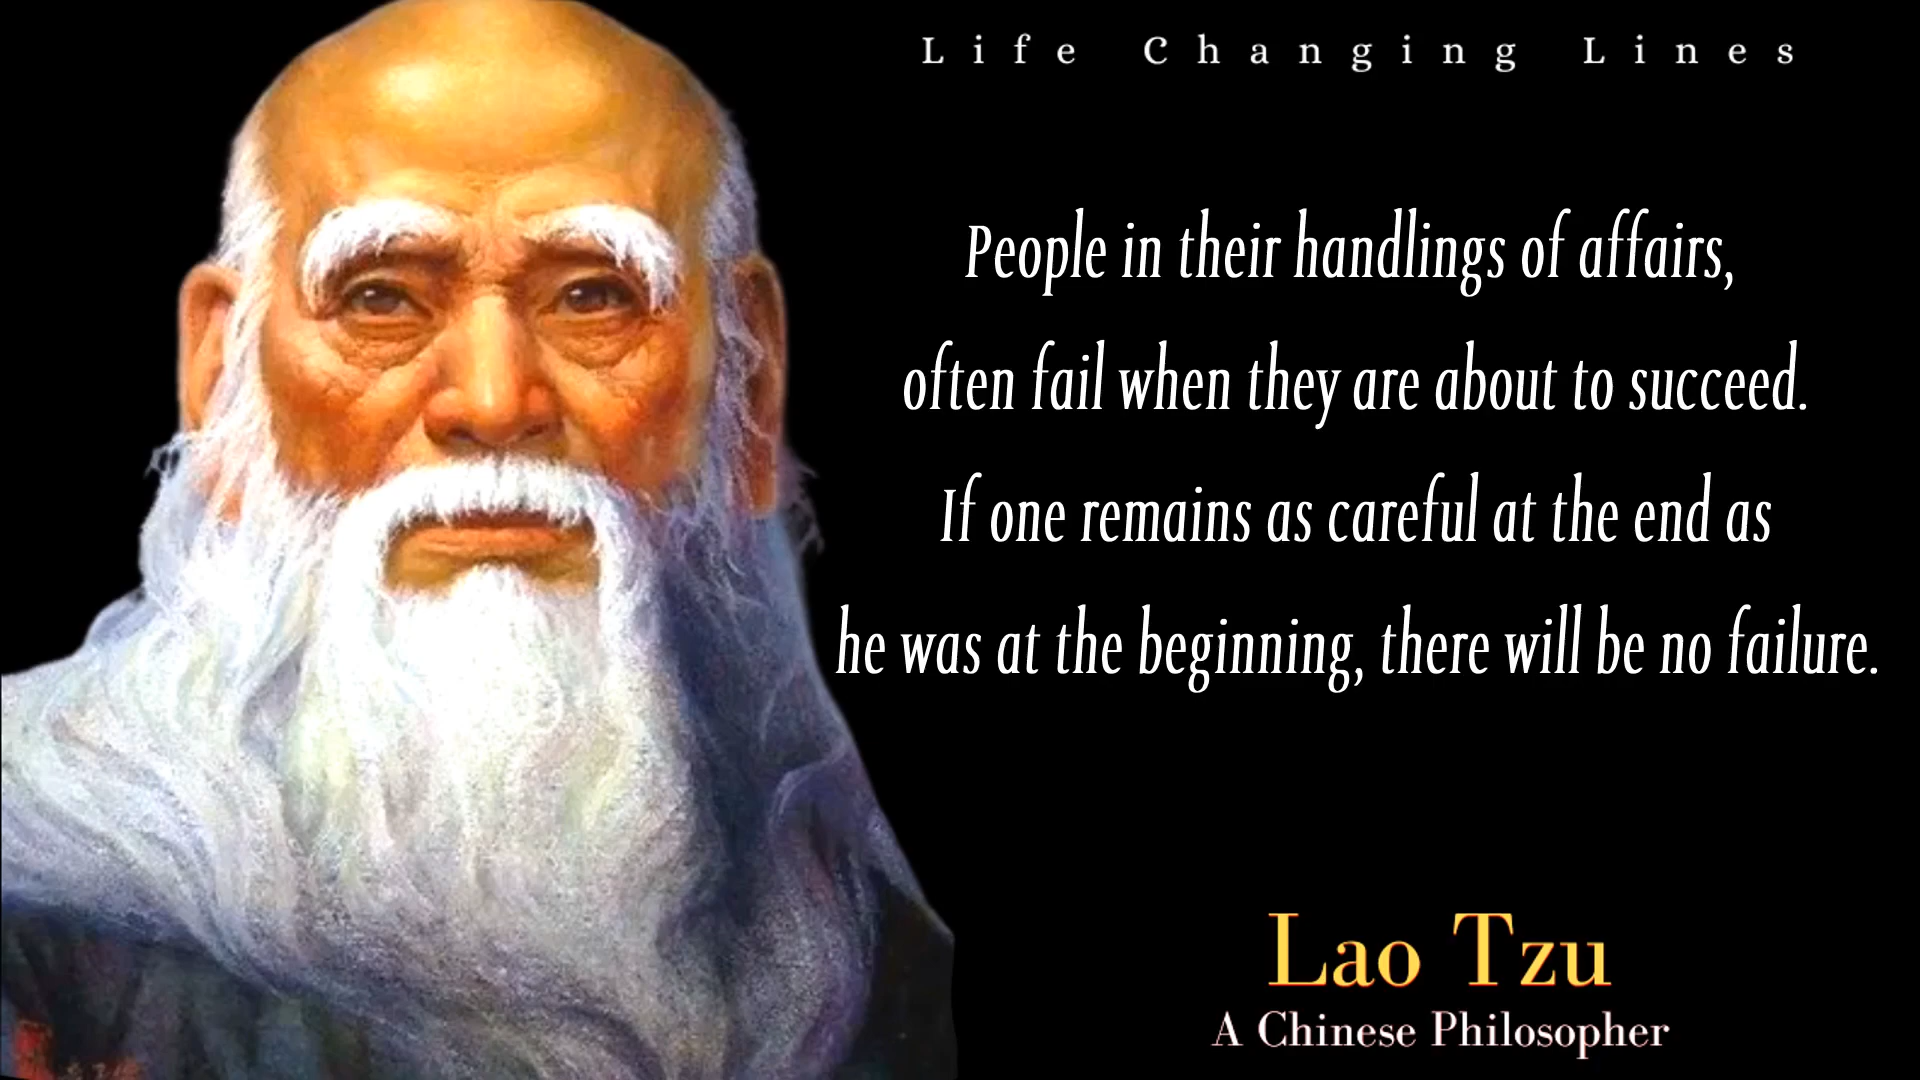 Life Changing Lines
People in their handlings of affairs,
often fail when they are about to succeed.
If one remains as careful at the end as
he was at the beginning, there will be no failure.
Lao Tzu
A Chinese Philosopher